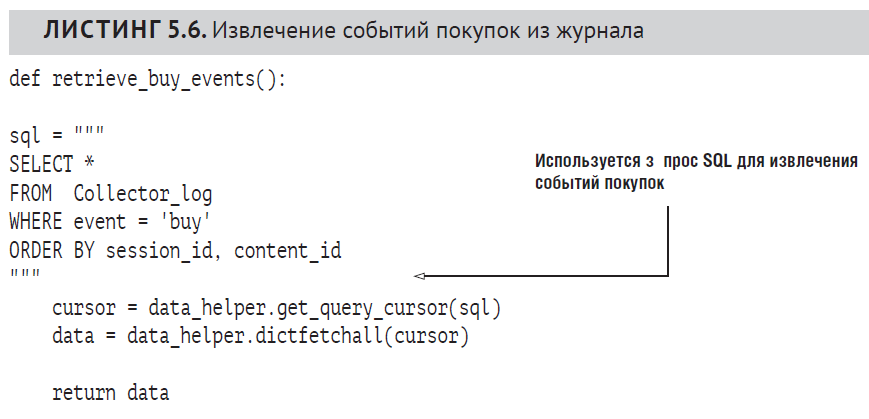 ЛИСТИНГ 5.6. Извлечение событий покупок из журнала
def retrieve_buy_events():
sql = """
SELECT *
FROM  Collector_log
WHERE event = 'buy'
ORDER BY session_id, content_id
"""
Используется з  прос SQL для извлечения
событий покупок
    cursor = data_helper.get_query_cursor(sql)
    data = data_helper.dictfetchall(cursor)
    return data